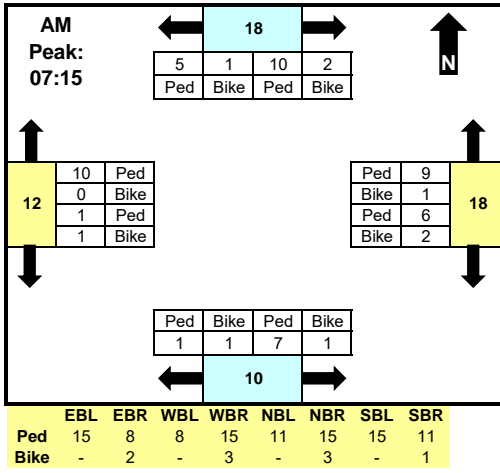 AM
Peak:
07:15
18
N
5 1 10 2
Ped Bike Ped Bike
12
10 Ped
0 Bike
1 Ped
1 Bike
Ped 9
Bike 1
Ped 6
Bike 2
18
Ped Bike Ped Bike
1 1 7 1
10
EBL EBR WBL WBR NBL NBR SBL SBR
Ped 15 8 8 15 11 15 15 11
Bike - 2 - 3 - 3 - 1